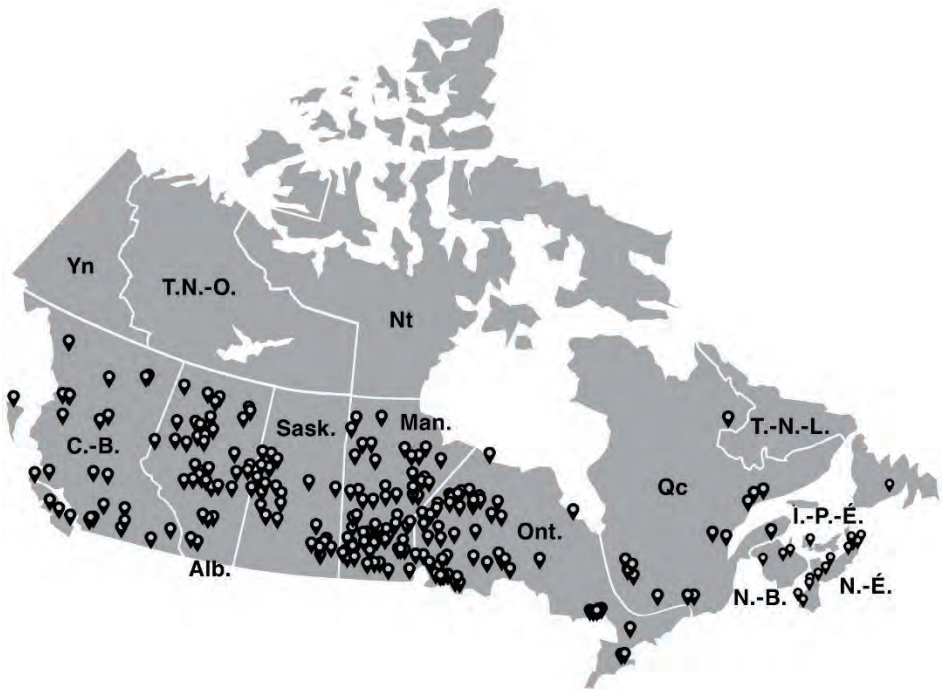 Yn
T.N.-O.
Nt
C.-B.
Sask.
Man.
T.-N.-L.
Qc
Ont.
Î.-P.-É.
Alb.
N.-B.
N.-É.